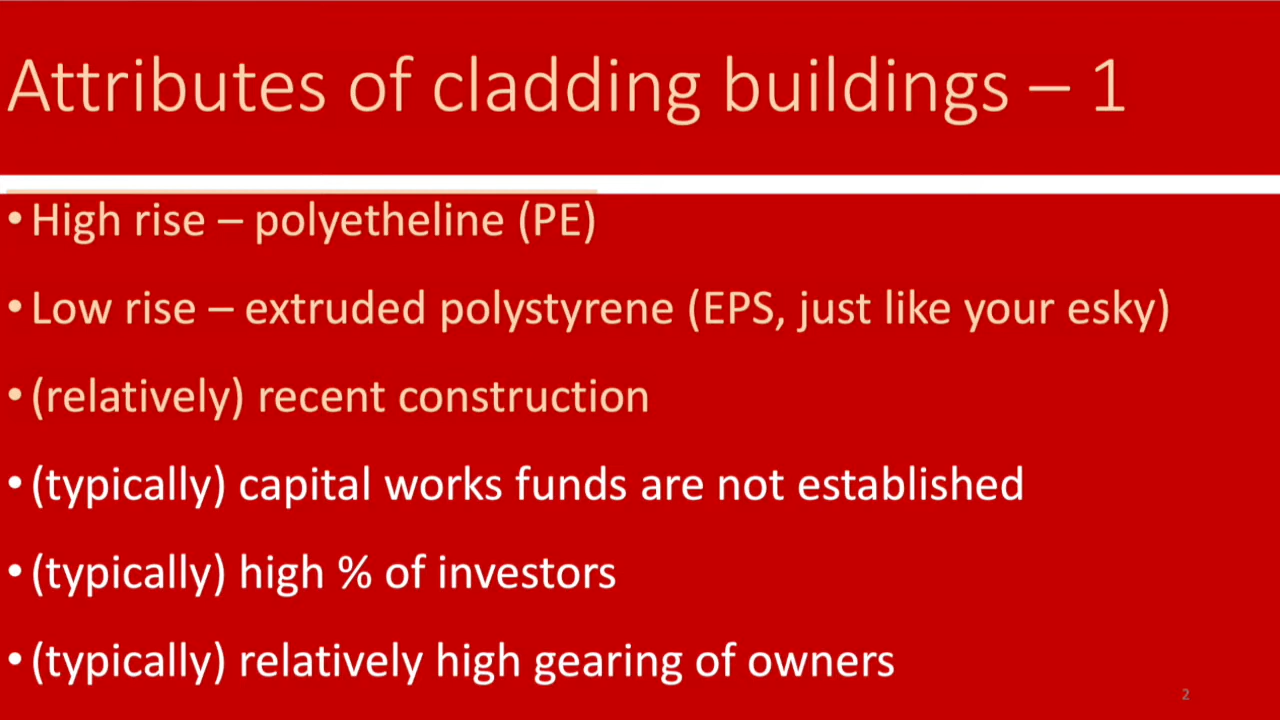 Attributes of cladding buildings – 1
• High rise – polyetheline (PE)
• Low rise – extruded polystyrene (EPS, just like your esky)
• (relatively) recent construction
• (typically) capital works funds are not established
• (typically) high % of investors
• (typically) relatively high gearing of owners
2